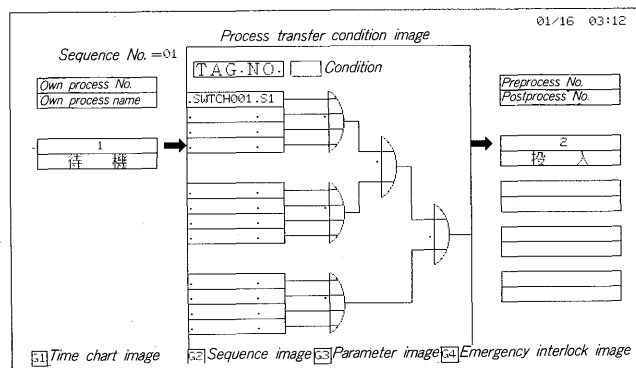 01/16 03:12
Process transfer condition image
Sequence No.=01
TAG.NO. Condition
Own process No.
Own process name
Preprocess No.
Postprocess No.
.SWTCH001.S1
1
待 機
2
投 入
G1 Time chart image G2 Sequence image G3 Parameter image G4 Emergency interlock image